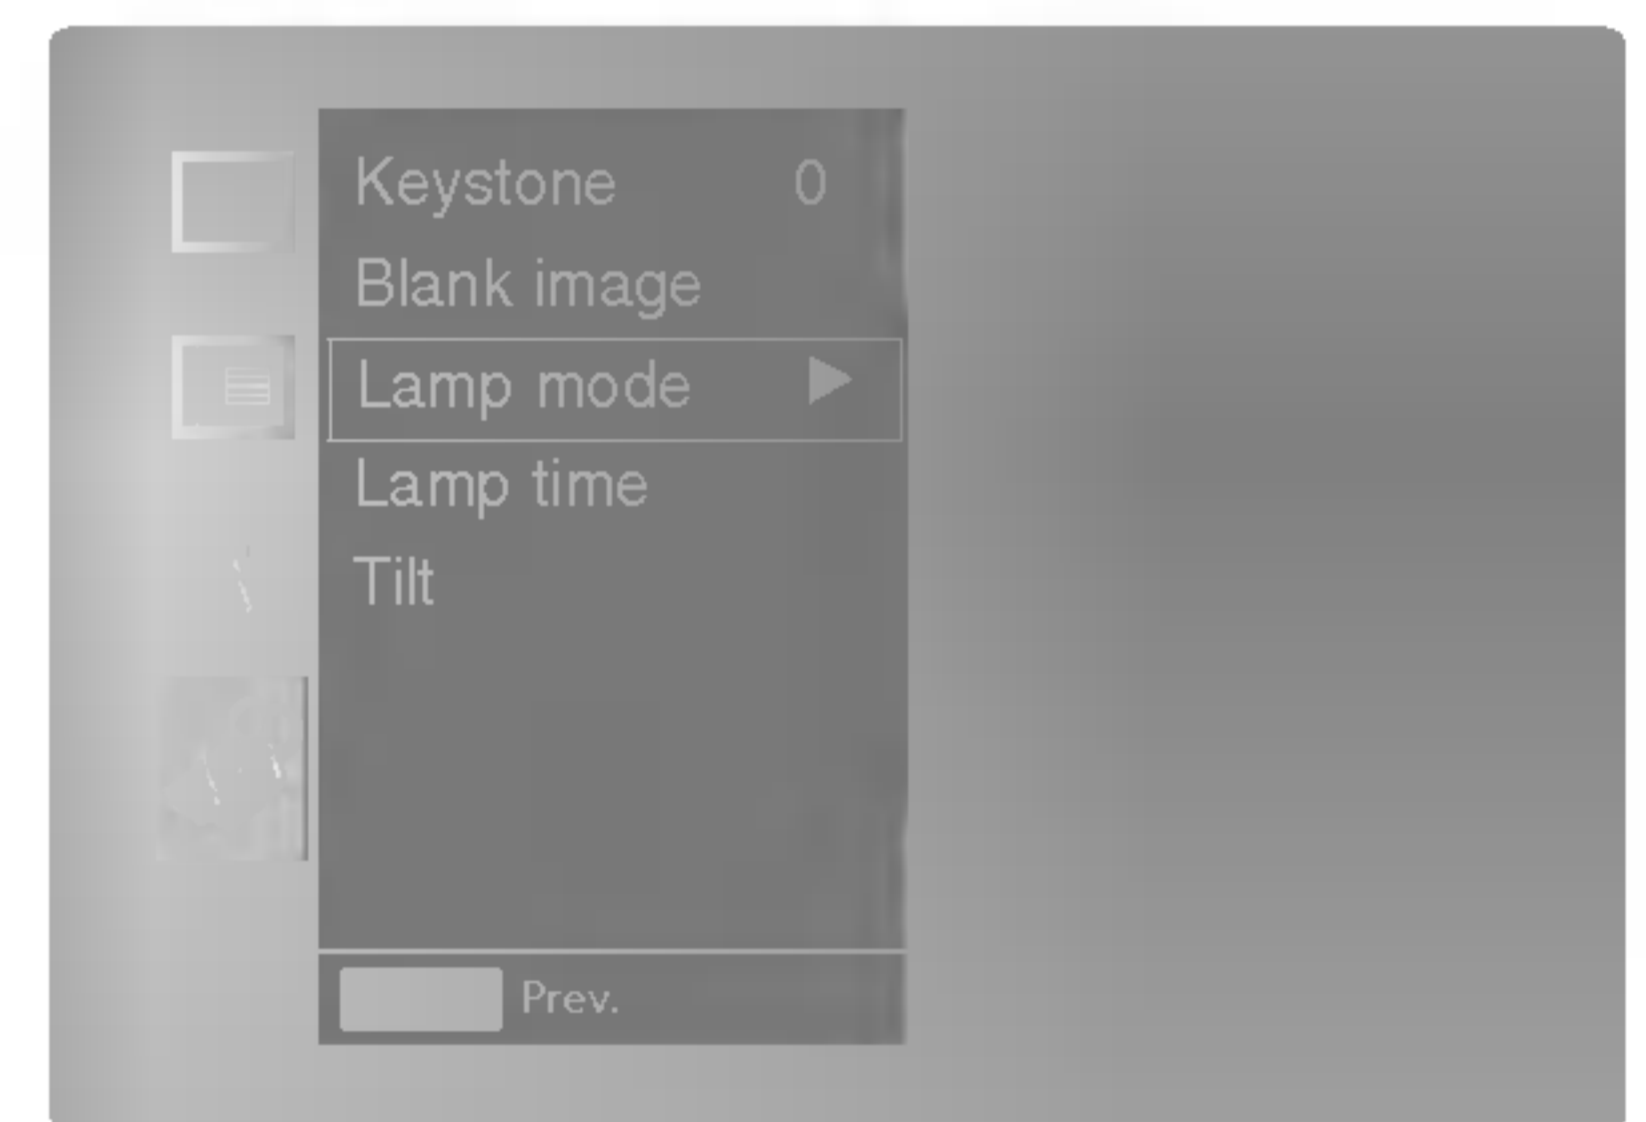 Keystone 0
Blank image
Lamp mode ▶
Lamp time
Tilt
Prev.